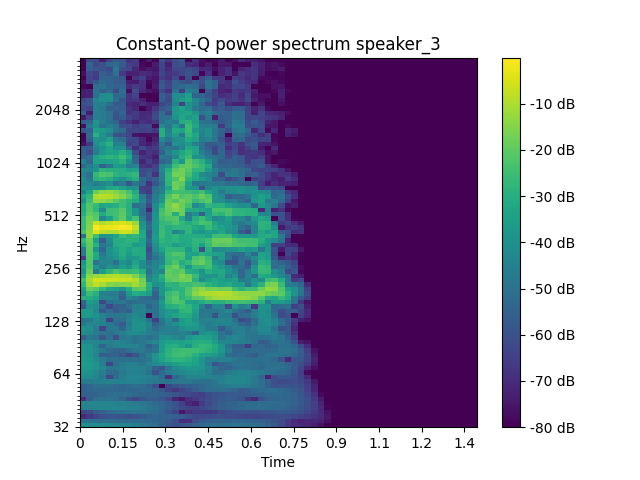 Constant-Q power spectrum speaker_3
Hz
2048
1024
512
256
128
64
32
0 0.15 0.3 0.45 0.6 0.75 0.9 1.1 1.2 1.4
Time
-10 dB
-20 dB
-30 dB
-40 dB
-50 dB
-60 dB
-70 dB
-80 dB